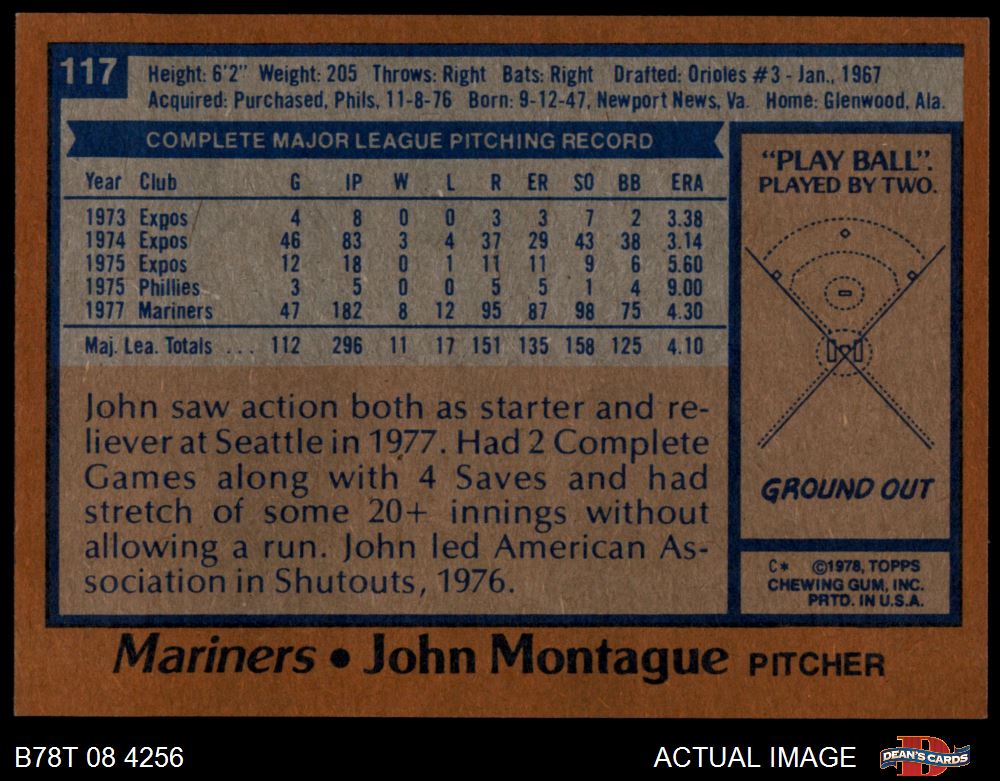 117
Height: 6'2" Weight: 205 Throws: Right Bats: Right Drafted: Orioles #3 - Jan., 1967
Acquired: Purchased, Phils, 11-8-76 Born: 9-12-47, Newport News, Va. Home: Glenwood, Ala.
COMPLETE MAJOR LEAGUE PITCHING RECORD
Year Club G IP W L R ER SO BB ERA
1973 Expos 4 8 0 0 3 3 7 2 3.38
1974 Expos 46 83 3 4 37 29 43 38 3.14
1975 Expos 12 18 0 1 11 11 9 6 5.60
1975 Phillies 3 5 0 0 5 5 1 4 9.00
1977 Mariners 47 182 8 12 95 87 98 75 4.30
Maj. Lea. Totals ... 112 296 11 17 151 135 158 125 4.10
John saw action both as starter and re-
liever at Seattle in 1977. Had 2 Complete
Games along with 4 Saves and had
stretch of some 20+ innings without
allowing a run. John led American As-
sociation in Shutouts, 1976.
"PLAY BALL".
PLAYED BY TWO.
GROUND OUT
C* ©1978, TOPPS
CHEWING GUM, INC.
PRTD. IN U.S.A.
Mariners • John Montague PITCHER
B78T 08 4256
ACTUAL IMAGE
DEAN'S CARDS